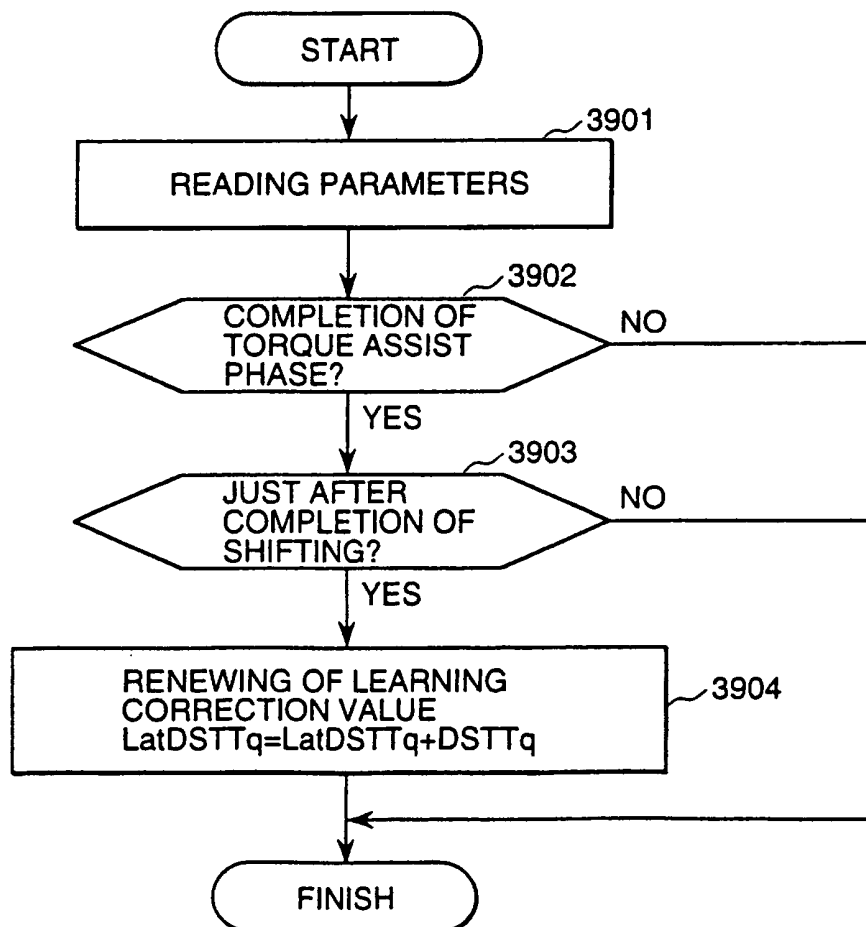 START
3901
READING PARAMETERS
3902
COMPLETION OF
TORQUE ASSIST
PHASE?
NO
YES
3903
JUST AFTER
COMPLETION OF
SHIFTING?
NO
YES
RENEWING OF LEARNING
CORRECTION VALUE
LatDSTTq=LatDSTTq+DSTTq
3904
FINISH